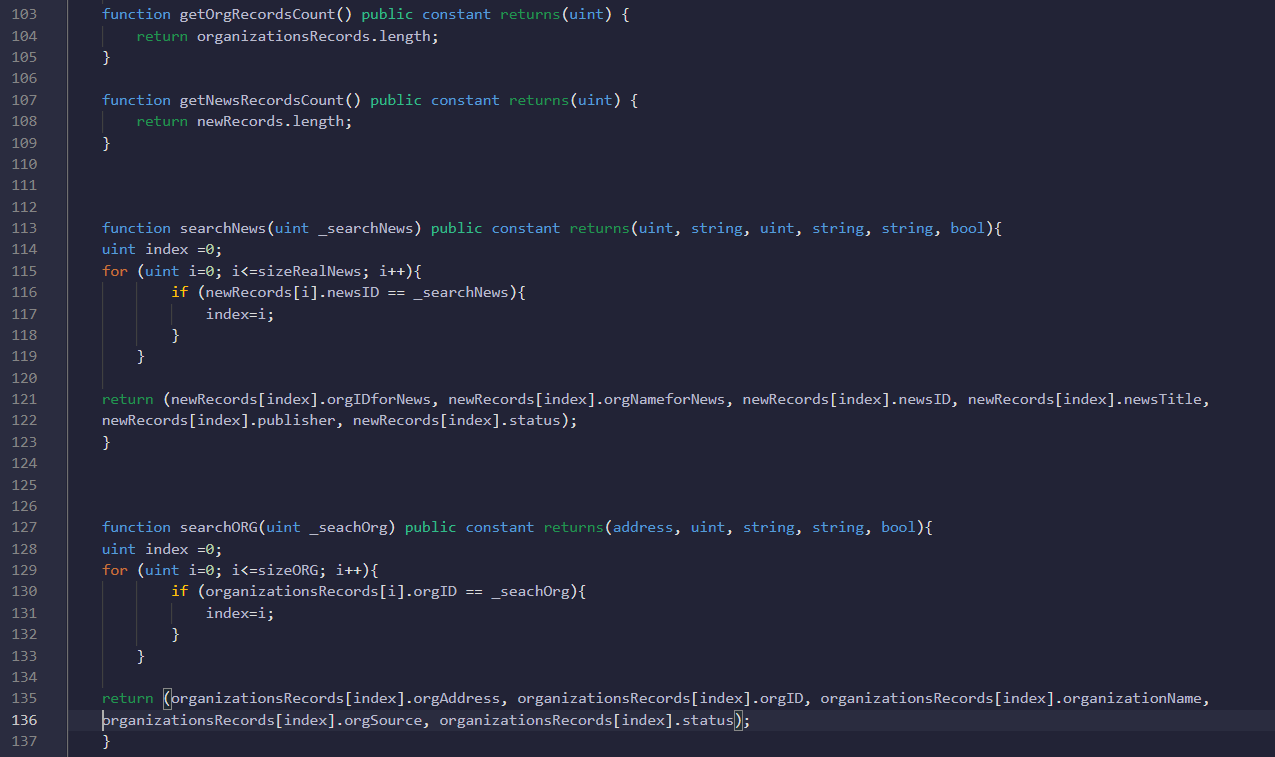 103 function getOrgRecordsCount() public constant returns(uint) {
104 return organizationsRecords.length;
105 }
106
107 function getNewsRecordsCount() public constant returns(uint) {
108 return newRecords.length;
109 }
110
111
112
113 function searchNews(uint _searchNews) public constant returns(uint, string, uint, string, string, bool){
114 uint index =0;
115 for (uint i=0; i<=sizeRealNews; i++){
116 if (newRecords[i].newsID == _searchNews){
117 index=i;
118 }
119 }
120
121 return (newRecords[index].orgIDforNews, newRecords[index].orgNameforNews, newRecords[index].newsID, newRecords[index].newsTitle,
122 newRecords[index].publisher, newRecords[index].status);
123 }
124
125
126
127 function searchORG(uint _seachOrg) public constant returns(address, uint, string, string, bool){
128 uint index =0;
129 for (uint i=0; i<=sizeORG; i++){
130 if (organizationsRecords[i].orgID == _seachOrg){
131 index=i;
132 }
133 }
134
135 return (organizationsRecords[index].orgAddress, organizationsRecords[index].orgID, organizationsRecords[index].organizationName,
136 organizationsRecords[index].orgSource, organizationsRecords[index].status);
137 }